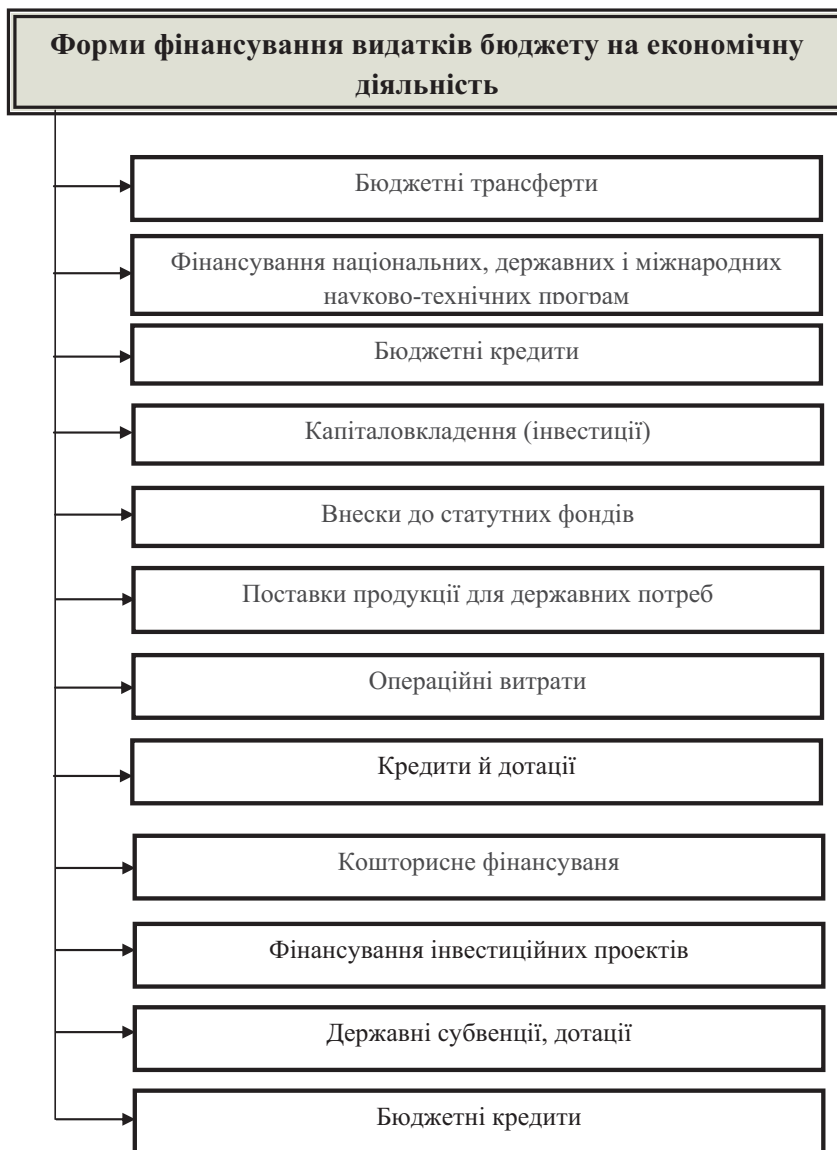 Форми фінансування видатків бюджету на економічну
діяльність
Бюджетні трансферти
Фінансування національних, державних і міжнародних
науково-технічних програм
Бюджетні кредити
Капіталовкладення (інвестиції)
Внески до статутних фондів
Поставки продукції для державних потреб
Операційні витрати
Кредити й дотації
Кошторисне фінансуваня
Фінансування інвестиційних проектів
Державні субвенції, дотації
Бюджетні кредити